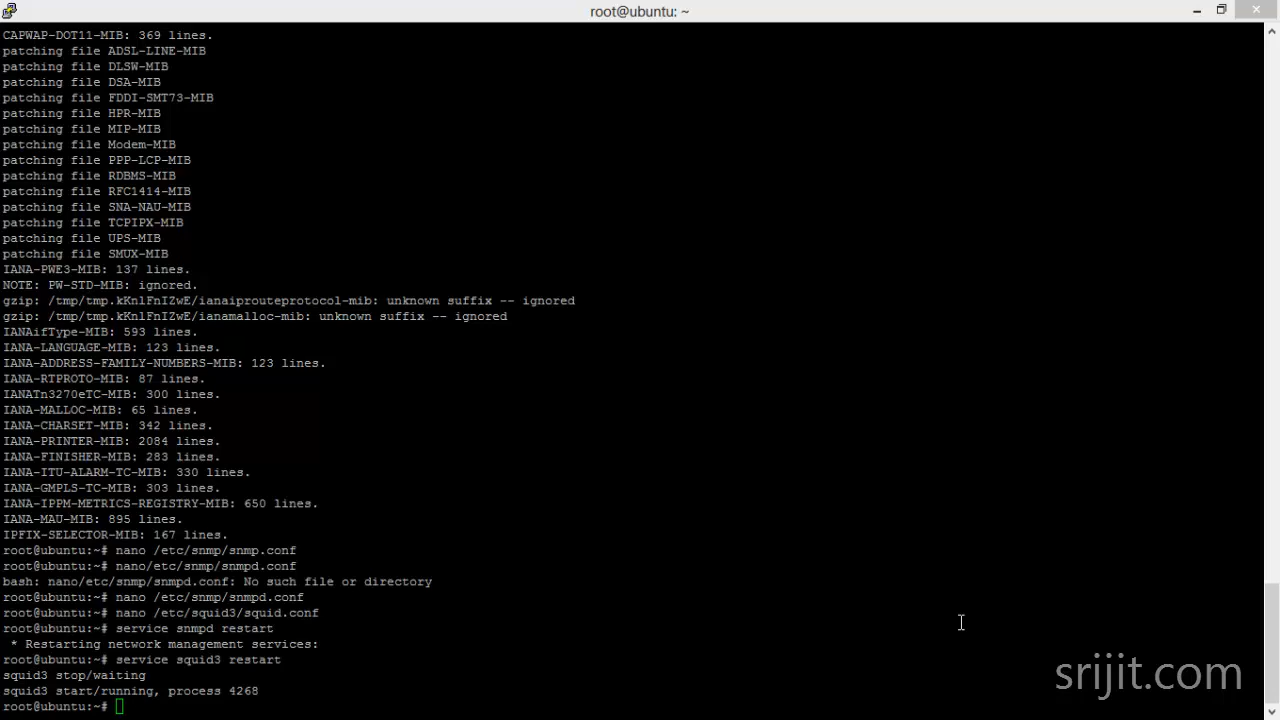 root@ubuntu: ~
CAPWAP-DOT11-MIB: 369 lines.
patching file ADSL-LINE-MIB
patching file DLSW-MIB
patching file DSA-MIB
patching file FDDI-SMT73-MIB
patching file HPR-MIB
patching file MIP-MIB
patching file Modem-MIB
patching file PPP-LCP-MIB
patching file RDBMS-MIB
patching file RFC1414-MIB
patching file SNA-NAU-MIB
patching file TCPIPX-MIB
patching file UPS-MIB
patching file SMUX-MIB
IANA-PWE3-MIB: 137 lines.
NOTE: PW-STD-MIB: ignored.
gzip: /tmp/tmp.kKnlFnIZwE/ianaiprouteprotocol-mib: unknown suffix -- ignored
gzip: /tmp/tmp.kKnlFnIZwE/ianamalloc-mib: unknown suffix -- ignored
IANAifType-MIB: 593 lines.
IANA-LANGUAGE-MIB: 123 lines.
IANA-ADDRESS-FAMILY-NUMBERS-MIB: 123 lines.
IANA-RTPROTO-MIB: 87 lines.
IANATn3270eTC-MIB: 300 lines.
IANA-MALLOC-MIB: 65 lines.
IANA-CHARSET-MIB: 342 lines.
IANA-PRINTER-MIB: 2084 lines.
IANA-FINISHER-MIB: 283 lines.
IANA-ITU-ALARM-TC-MIB: 330 lines.
IANA-GMPLS-TC-MIB: 303 lines.
IANA-IPPM-METRICS-REGISTRY-MIB: 650 lines.
IANA-MAU-MIB: 895 lines.
IPFIX-SELECTOR-MIB: 167 lines.
root@ubuntu:~# nano /etc/snmp/snmp.conf
root@ubuntu:~# nano/etc/snmp/snmpd.conf
bash: nano/etc/snmp/snmpd.conf: No such file or directory
root@ubuntu:~# nano /etc/snmp/snmpd.conf
root@ubuntu:~# nano /etc/squid3/squid.conf
root@ubuntu:~# service snmpd restart
 * Restarting network management services:
root@ubuntu:~# service squid3 restart
squid3 stop/waiting
squid3 start/running, process 4268
root@ubuntu:~#
srijit.com